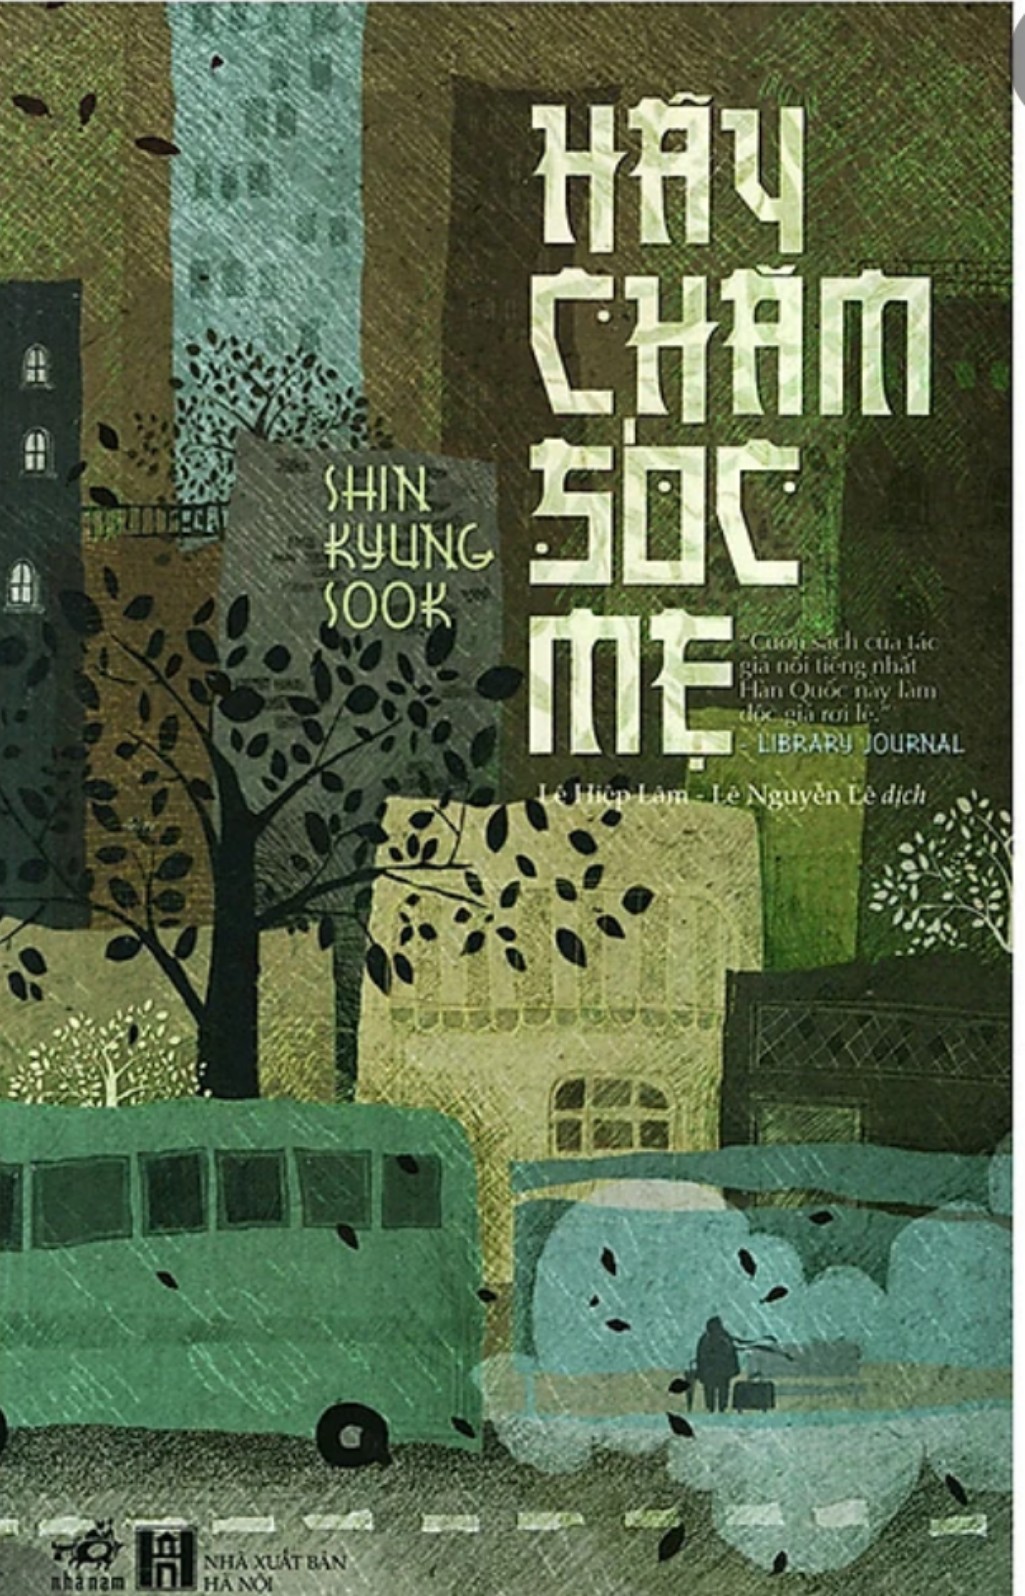 HÃY
CHĂM
SÓC
MẸ
SHIN
KYUNG
SOOK
"Cuốn sách của tác
giả nổi tiếng nhất
Hàn Quốc này làm
độc giả rơi lệ."
- LIBRARY JOURNAL
Lê Hiệp Lâm - Lê Nguyễn Lê dịch
nhã nam
NHÀ XUẤT BẢN
HÀ NỘI